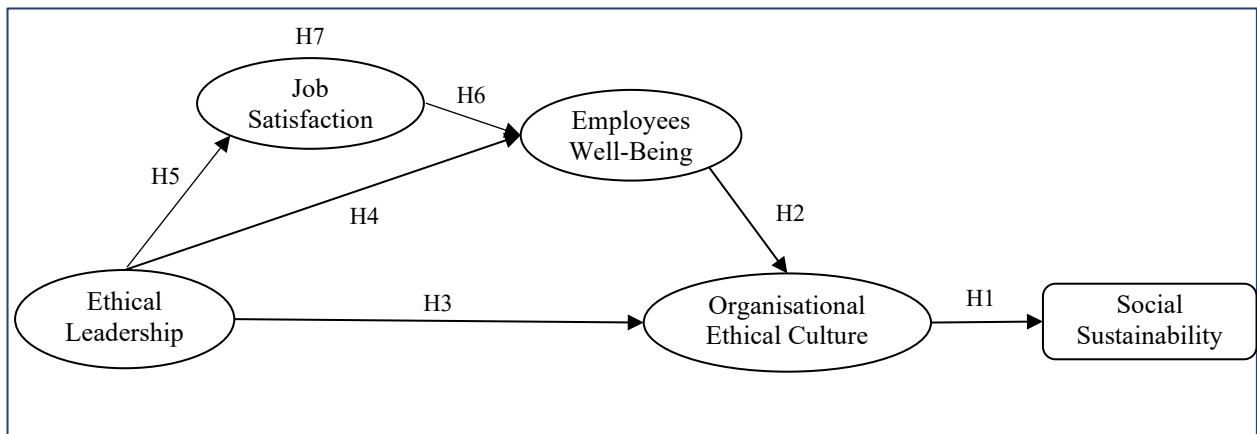 H7
Job
Satisfaction
H6
Employees
Well-Being
H5
H4
H2
Ethical
Leadership
H3
Organisational
Ethical Culture
H1
Social
Sustainability